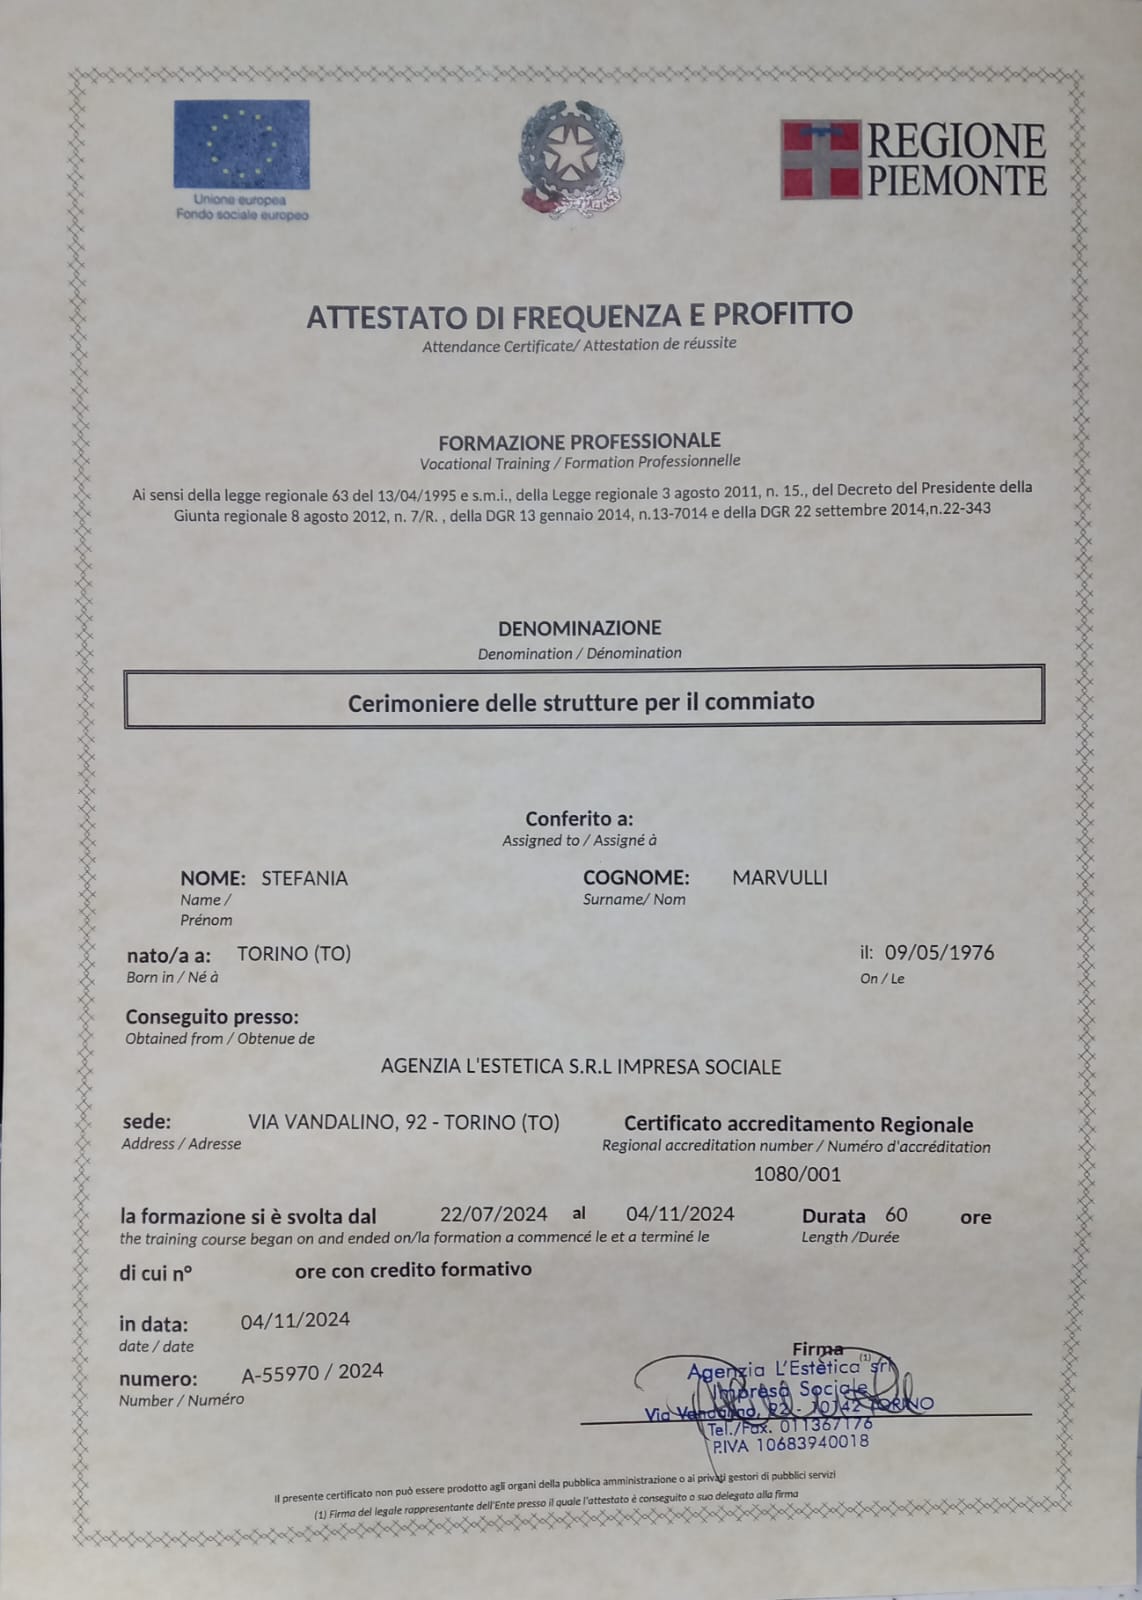 Unione europea
Fondo sociale europeo
REGIONE
PIEMONTE
ATTESTATO DI FREQUENZA E PROFITTO
Attendance Certificate/ Attestation de réussite
FORMAZIONE PROFESSIONALE
Vocational Training / Formation Professionnelle
Ai sensi della legge regionale 63 del 13/04/1995 e s.m.i., della Legge regionale 3 agosto 2011, n. 15., del Decreto del Presidente della
Giunta regionale 8 agosto 2012, n. 7/R. , della DGR 13 gennaio 2014, n.13-7014 e della DGR 22 settembre 2014,n.22-343
DENOMINAZIONE
Denomination / Dénomination
Cerimoniere delle strutture per il commiato
Conferito a:
Assigned to / Assigné à
NOME: STEFANIA COGNOME: MARVULLI
Name / Surname/ Nom
Prénom
nato/a a: TORINO (TO) il: 09/05/1976
Born in / Né à On / Le
Conseguito presso:
Obtained from / Obtenue de
AGENZIA L'ESTETICA S.R.L IMPRESA SOCIALE
sede: VIA VANDALINO, 92 - TORINO (TO) Certificato accreditamento Regionale
Address / Adresse Regional accreditation number / Numéro d'accréditation
1080/001
la formazione si è svolta dal 22/07/2024 al 04/11/2024 Durata 60 ore
the training course began on and ended on/la formation a commencé le et a terminé le Length /Durée
di cui n° ore con credito formativo
in data: 04/11/2024
date / date
numero: A-55970 / 2024
Number / Numéro
Firma
(1)
Agenzia L'Estètica srl
Impresa Sociale
Via Vandalino, 92 - 10142 TORINO
Tel./Fax. 011367176
P.IVA 10683940018
Il presente certificato non può essere prodotto agli organi della pubblica amministrazione o ai privati gestori di pubblici servizi
(1) Firma del legale rappresentante dell'Ente presso il quale l'attestato è conseguito o suo delegato alla firma